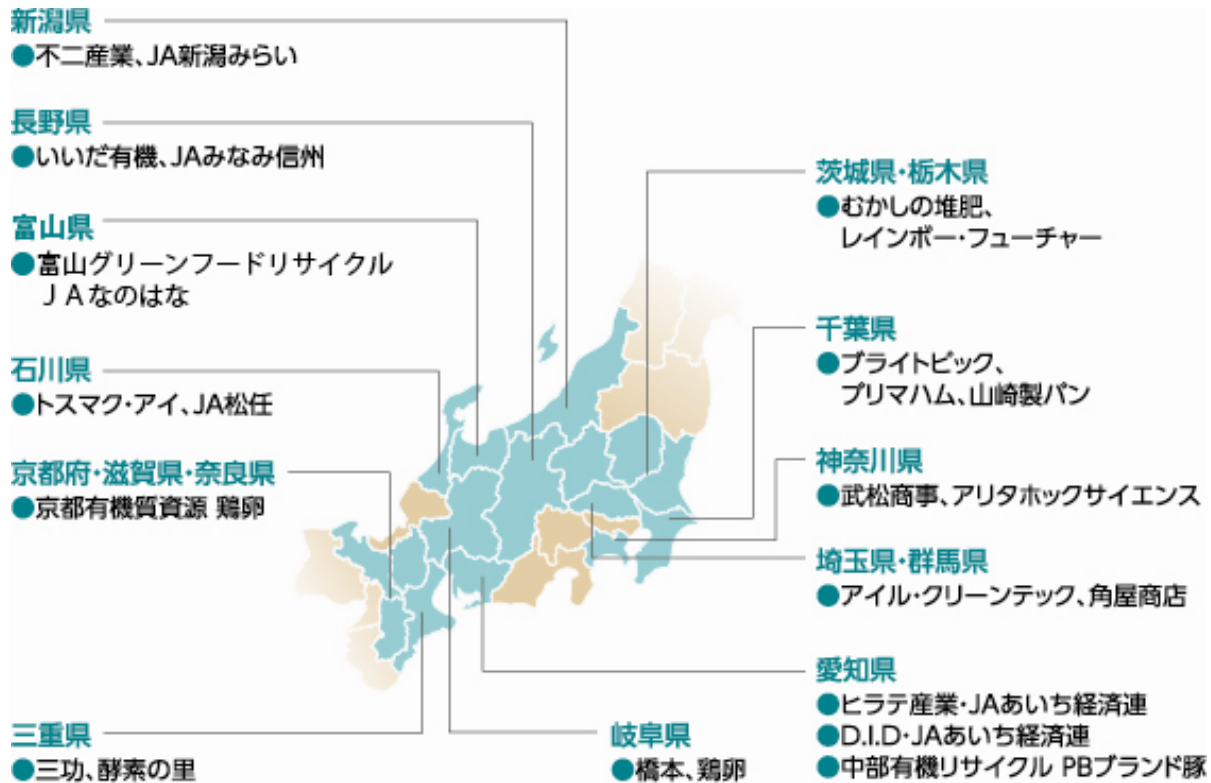 新潟県
●不二産業、JA新潟みらい
長野県
●いいだ有機、JAみなみ信州
富山県
●富山グリーンフードリサイクル
ＪＡなのはな
石川県
●トスマク・アイ、JA松任
京都府・滋賀県・奈良県
●京都有機質資源 鶏卵
三重県
●三功、酵素の里
茨城県・栃木県
●むかしの堆肥、
レインボー・フューチャー
千葉県
●ブライトピック、
プリマハム、山崎製パン
神奈川県
●武松商事、アリタホックサイエンス
埼玉県・群馬県
●アイル・クリーンテック、角屋商店
愛知県
●ヒラテ産業・JAあいち経済連
●D.I.D・JAあいち経済連
●中部有機リサイクル PBブランド豚
岐阜県
●橋本、鶏卵